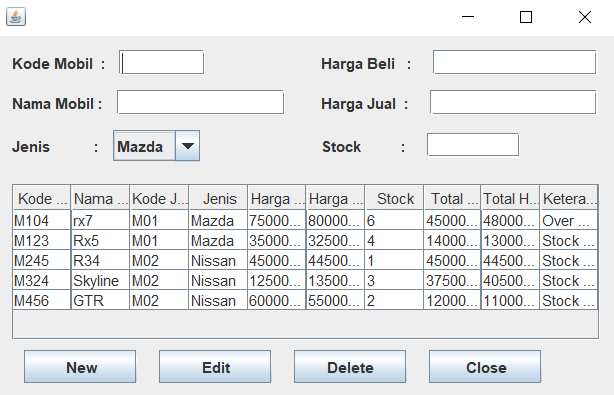 Kode Mobil : Harga Beli :
Nama Mobil : Harga Jual :
Jenis : Mazda Stock :
Kode ... Nama ... Kode J... Jenis Harga ... Harga ... Stock Total ... Total H... Ketera...
M104 rx7 M01 Mazda 75000... 80000... 6 45000... 48000... Over ...
M123 Rx5 M01 Mazda 35000... 32500... 4 14000... 13000... Stock ...
M245 R34 M02 Nissan 45000... 44500... 1 45000... 44500... Stock ...
M324 Skyline M02 Nissan 12500... 13500... 3 37500... 40500... Stock ...
M456 GTR M02 Nissan 60000... 55000... 2 12000... 11000... Stock ...
New Edit Delete Close